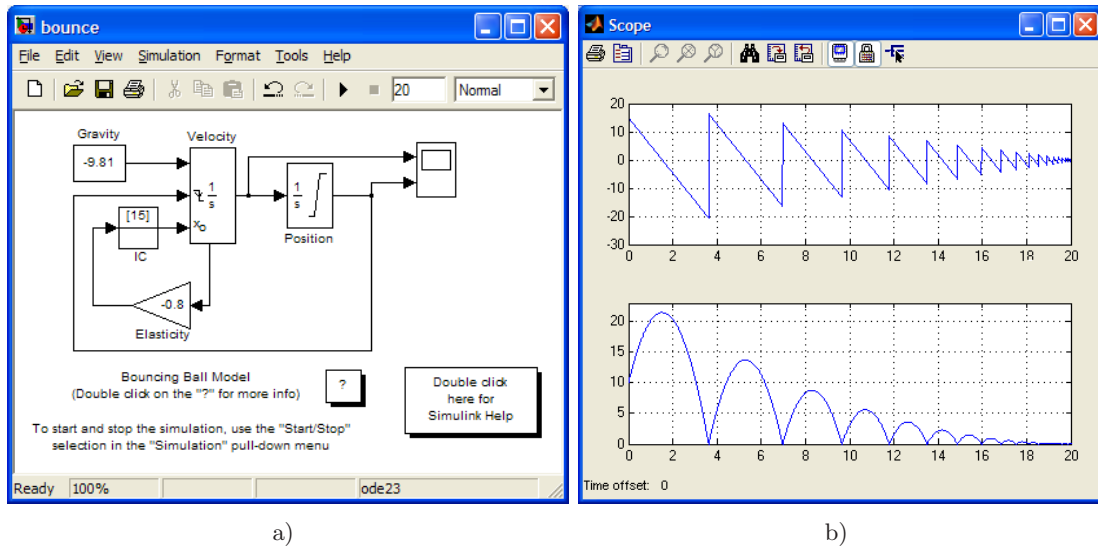 bounce
File Edit View Simulation Format Tools Help
20 Normal
Gravity
-9.81
Velocity
1
s
xo
[15]
IC
1
s
Position
-0.8
Elasticity
Bouncing Ball Model
(Double click on the "?" for more info)
?
Double click
here for
Simulink Help
To start and stop the simulation, use the "Start/Stop"
selection in the "Simulation" pull-down menu
Ready 100% ode23
a)
Scope
20
10
0
-10
-20
-30
0 2 4 6 8 10 12 14 16 18 20
20
15
10
5
0
0 2 4 6 8 10 12 14 16 18 20
Time offset: 0
b)